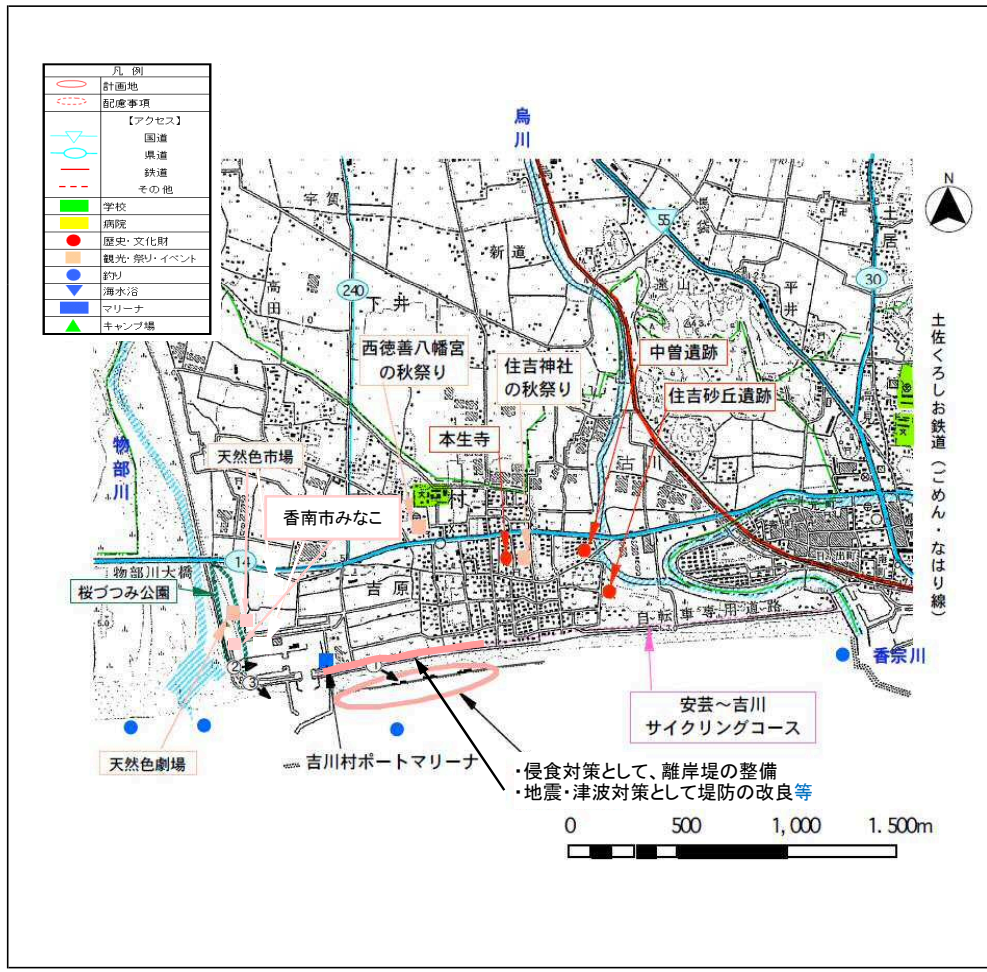 凡 例
計画地
配慮事項
【アクセス】
国道
県道
鉄道
その他
学校
病院
歴史・文化財
観光・祭り・イベント
釣り
海水浴
マリーナ
キャンプ場
烏川
N
宇賀
55
土居
新道
遠山
平井
30
高田
240
下井
土佐くろしお鉄道（ごめん・なはり線）
西徳善八幡宮
の秋祭り
住吉神社
の秋祭り
中曽遺跡
住吉砂丘遺跡
本生寺
物部川
天然色市場
香南市みなこ
村
吉川
14
物部川大橋
吉原
桜づつみ公園
自転車専用道路
香宗川
②
③
①
安芸～吉川
サイクリングコース
天然色劇場
吉川村ポートマリーナ
・侵食対策として、離岸堤の整備
・地震・津波対策として堤防の改良等
0 500 1,000 1.500m